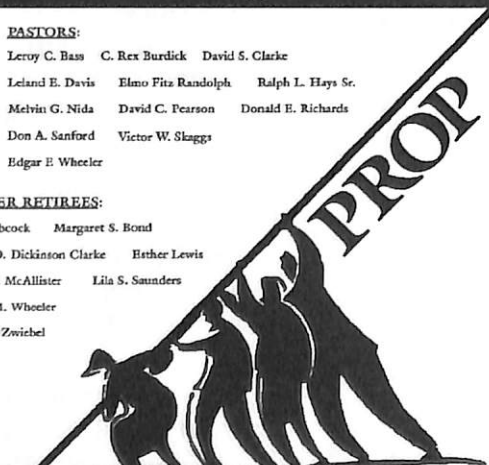 PASTORS:
Leroy C. Bass C. Rex Burdick David S. Clarke
Leland E. Davis Elmo Fitz Randolph Ralph L. Hays Sr.
Melvin G. Nida David C. Pearson Donald E. Richards
Don A. Sanford Victor W. Skaggs
Edgar F. Wheeler
ER RETIREES:
bcock Margaret S. Bond
. Dickinson Clarke Esther Lewis
McAllister Lila S. Saunders
. Wheeler
Zwiebel
PROP